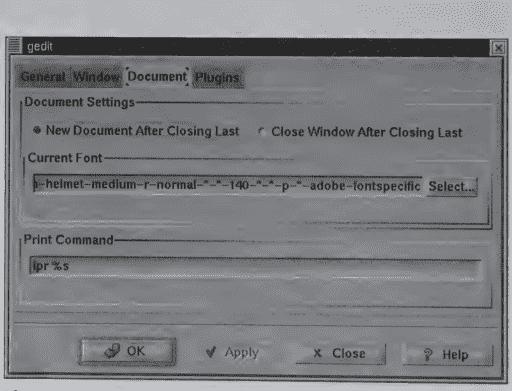 gedit
General Window Document Plugins
Document Settings
New Document After Closing Last Close Window After Closing Last
Current Font
-helmet-medium-r-normal-*-*-140-*-*-p-*-adobe-fontspecific Select...
Print Command
lpr %s
OK Apply Close Help